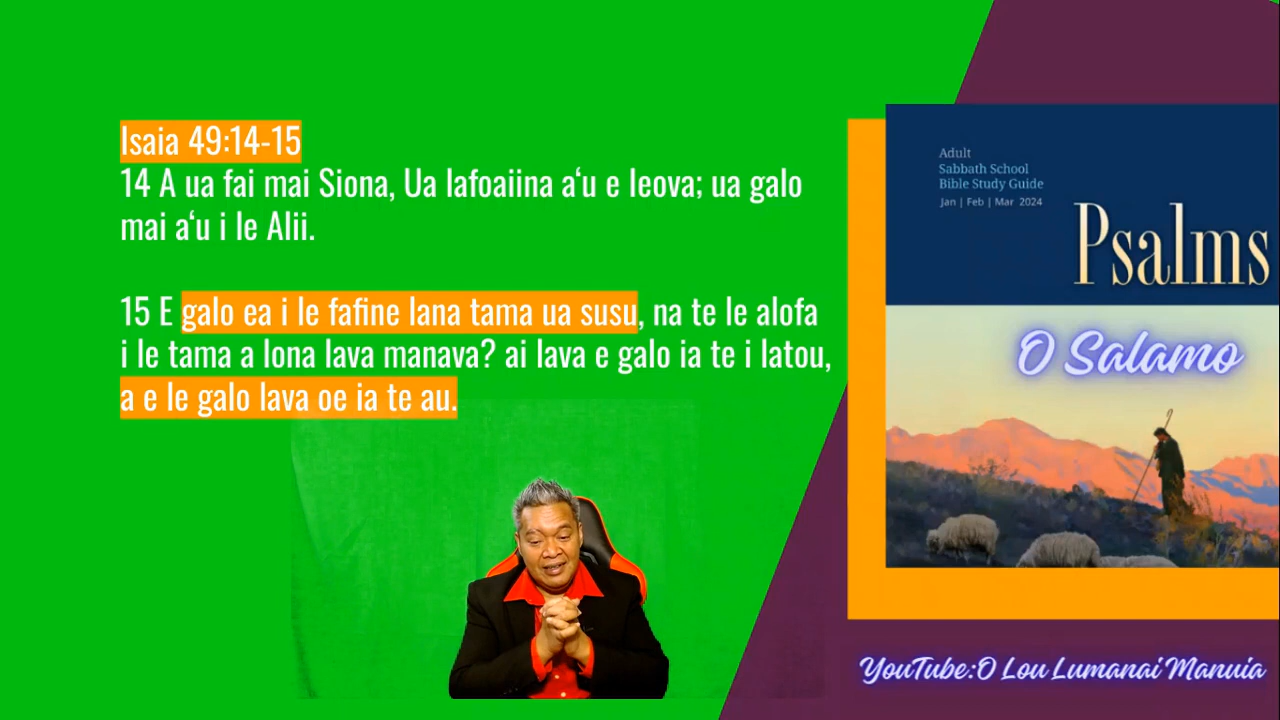 Isaia 49:14-15
14 A ua fai mai Siona, Ua lafoaiina a‘u e Ieova; ua galo
mai a‘u i le Alii.
15 E galo ea i le fafine lana tama ua susu, na te le alofa
i le tama a lona lava manava? ai lava e galo ia te i latou,
a e le galo lava oe ia te au.
Adult
Sabbath School
Bible Study Guide
Jan | Feb | Mar 2024
Psalms
O Salamo
YouTube:O Lou Lumanai Manuia